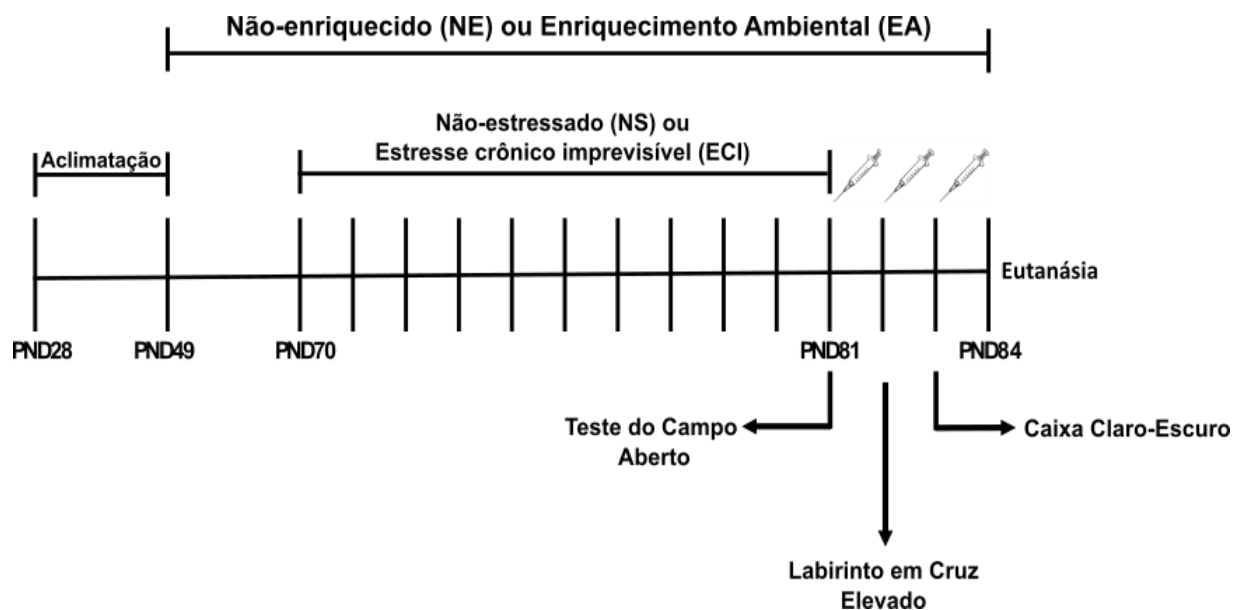 Não-enriquecido (NE) ou Enriquecimento Ambiental (EA)
Não-estressado (NS) ou
Estresse crônico imprevisível (ECI)
Aclimatação
Eutanásia
PND28
PND49
PND70
PND81
PND84
Teste do Campo
Aberto
Caixa Claro-Escuro
Labirinto em Cruz
Elevado